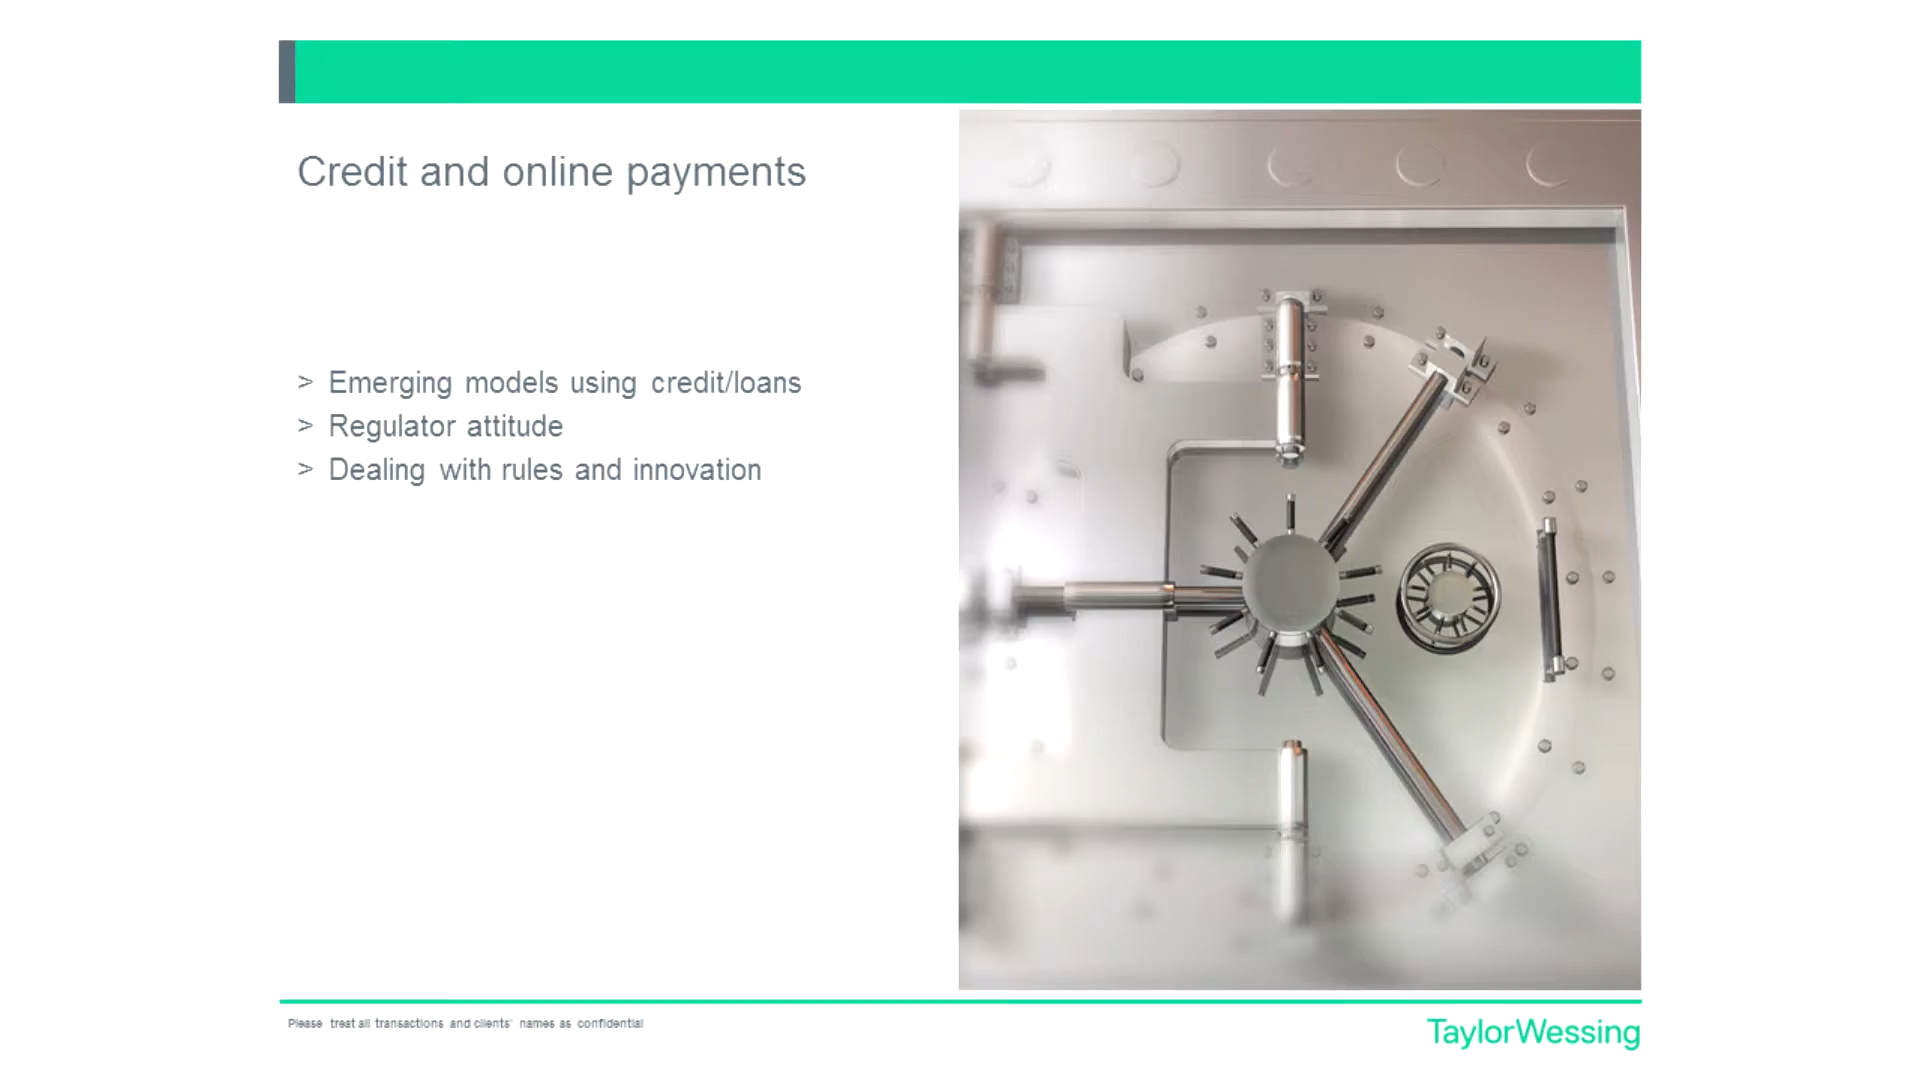 Credit and online payments
> Emerging models using credit/loans
> Regulator attitude
> Dealing with rules and innovation
Please treat all transactions and clients' names as confidential
TaylorWessing